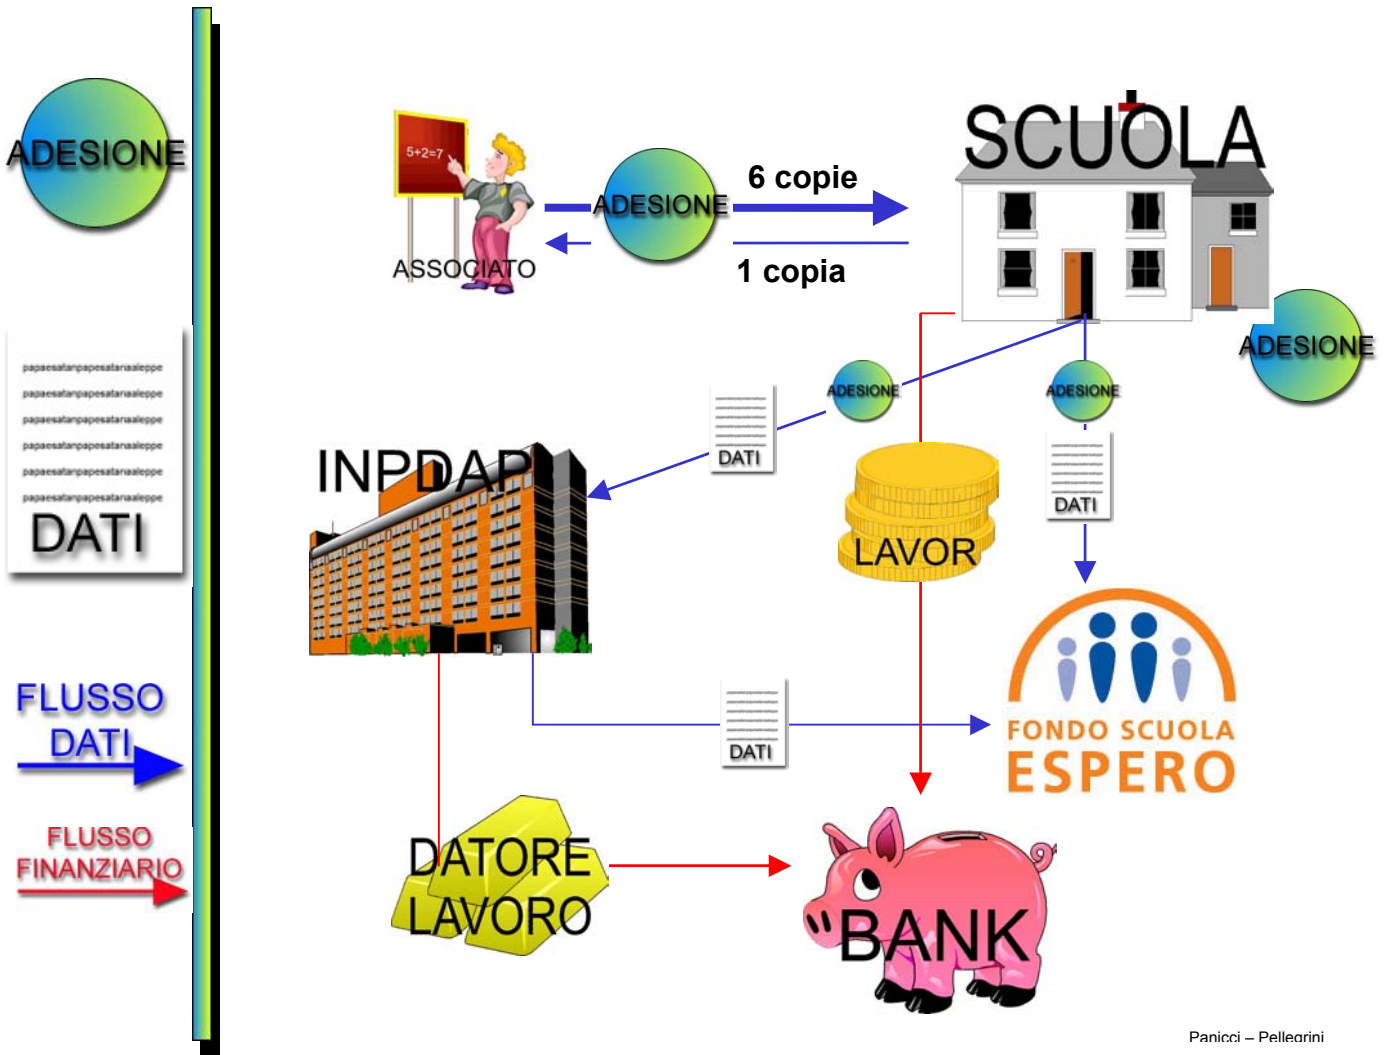 ADESIONE
papaesatanpapesatanaaleppe
papaesatanpapesatanaaleppe
papaesatanpapesatanaaleppe
papaesatanpapesatanaaleppe
papaesatanpapesatanaaleppe
papaesatanpapesatanaaleppe
DATI
FLUSSO
DATI
FLUSSO
FINANZIARIO
5+2=7
ASSOCIATO
ADESIONE
6 copie
1 copia
SCUOLA
ADESIONE
ADESIONE
ADESIONE
DATI
DATI
INPDAP
LAVOR
DATI
FONDO SCUOLA
ESPERO
DATORE
LAVORO
BANK
Panicci – Pellegrini